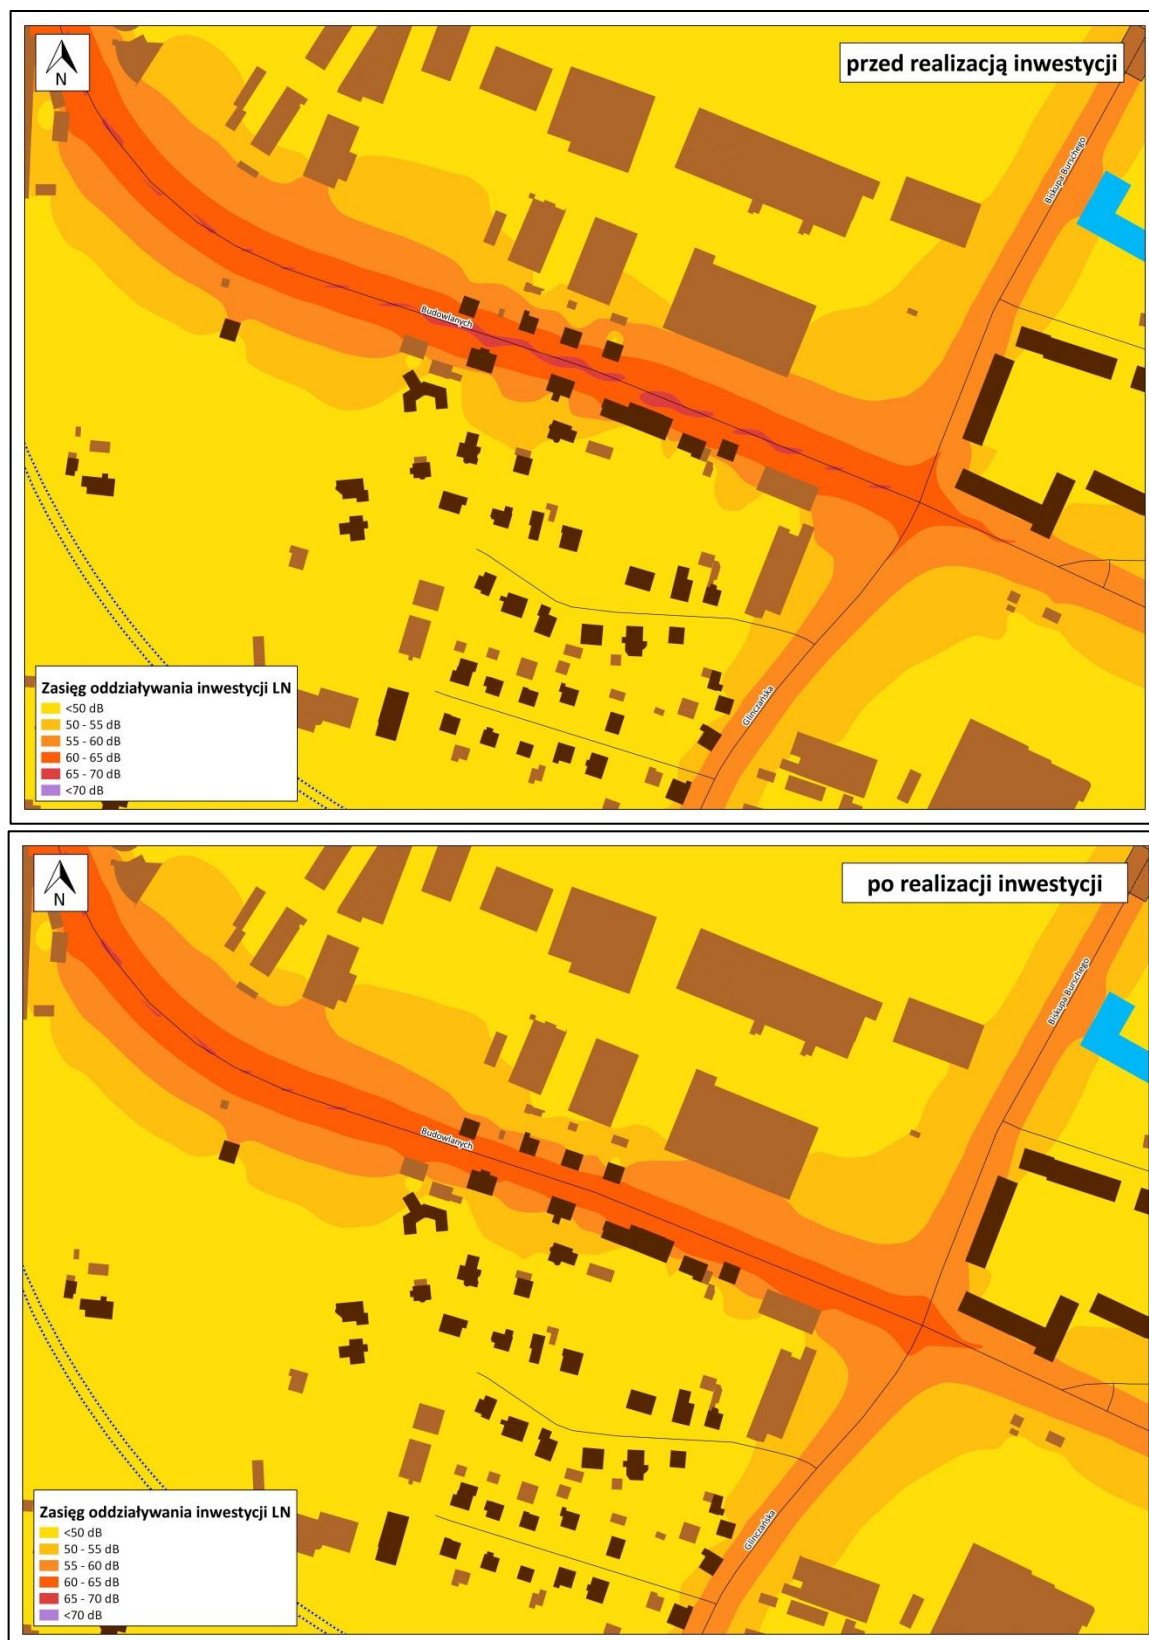 N
przed realizacją inwestycji
Biskupa Burschego
Budowlanych
Glinczańska
Zasięg oddziaływania inwestycji LN
<50 dB
50 - 55 dB
55 - 60 dB
60 - 65 dB
65 - 70 dB
<70 dB
N
po realizacji inwestycji
Biskupa Burschego
Budowlanych
Glinczańska
Zasięg oddziaływania inwestycji LN
<50 dB
50 - 55 dB
55 - 60 dB
60 - 65 dB
65 - 70 dB
<70 dB